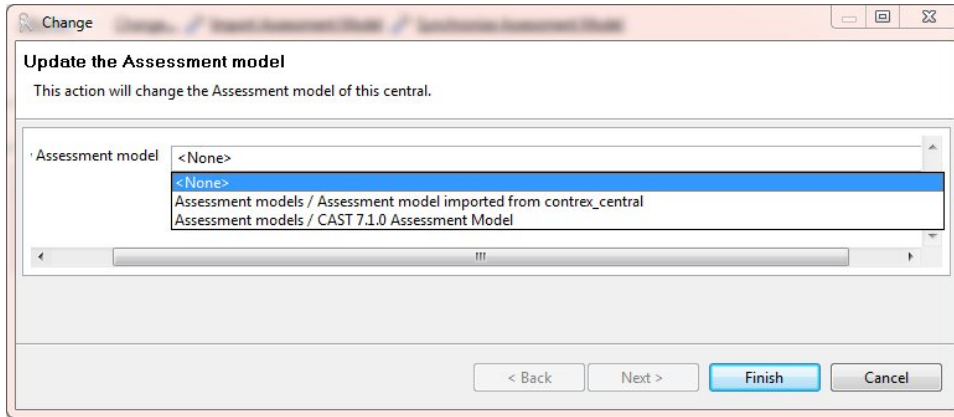 Change
Update the Assessment model
This action will change the Assessment model of this central.
Assessment model
<None>
<None>
Assessment models / Assessment model imported from contrex_central
Assessment models / CAST 7.1.0 Assessment Model
< Back
Next >
Finish
Cancel